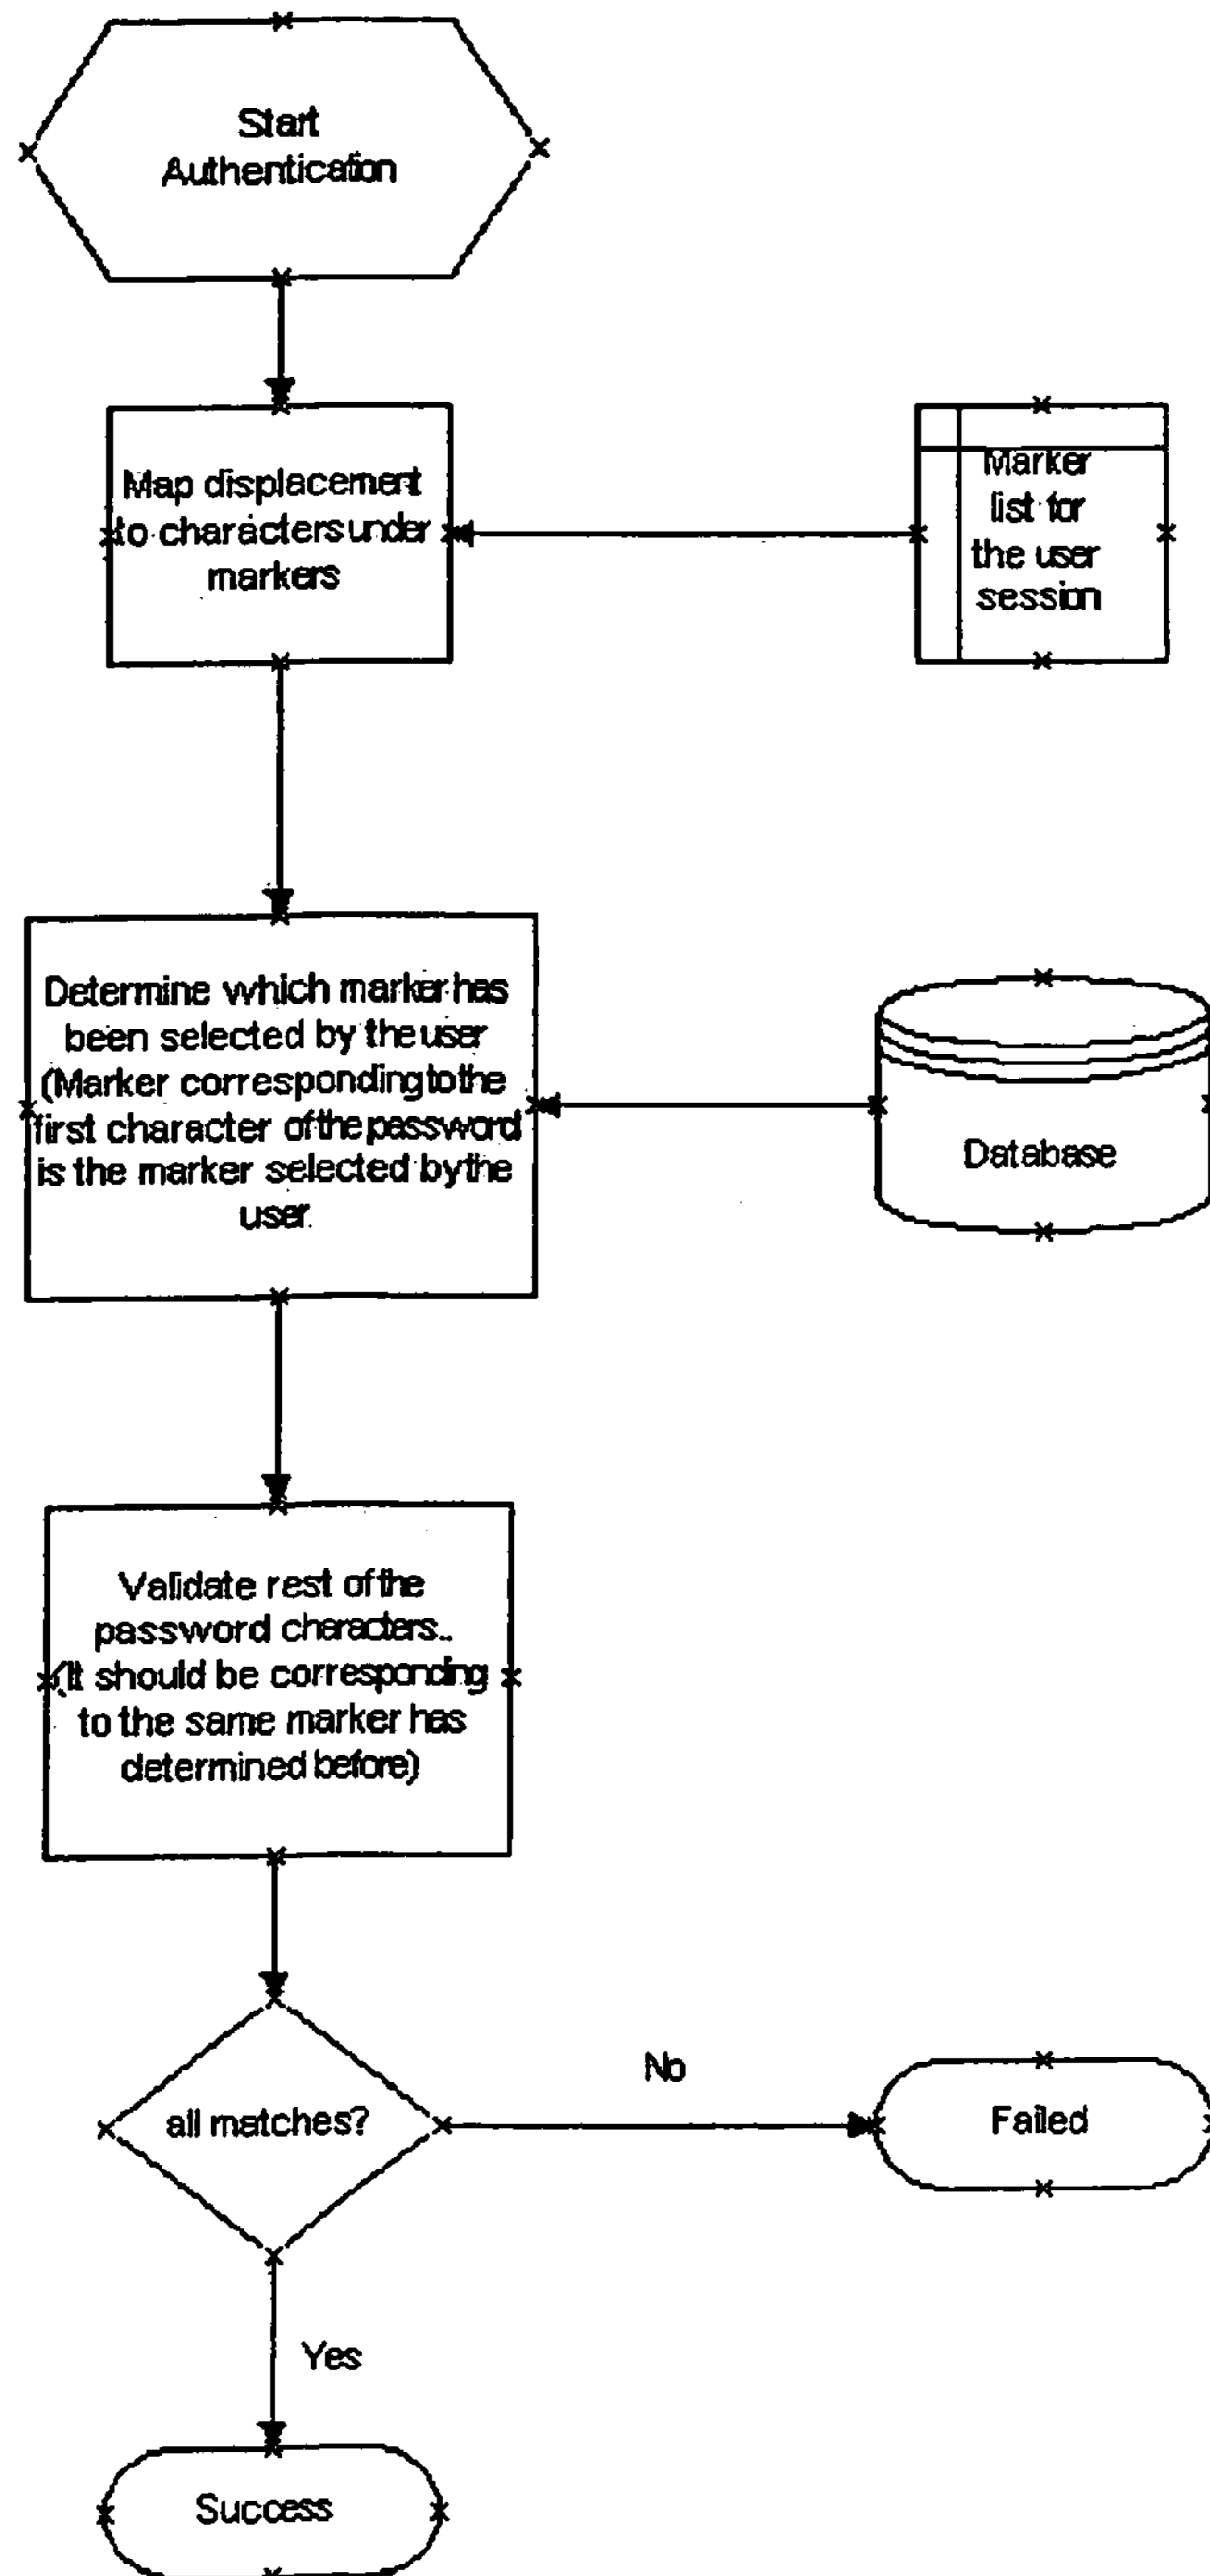 Start
Authentication
Map displacement
to characters under
markers
Marker
list for
the user
session
Determine which marker has
been selected by the user
(Marker corresponding to the
first character of the password
is the marker selected by the
user.
Database
Validate rest of the
password characters..
(It should be corresponding
to the same marker has
determined before)
all matches?
No
Failed
Yes
Success